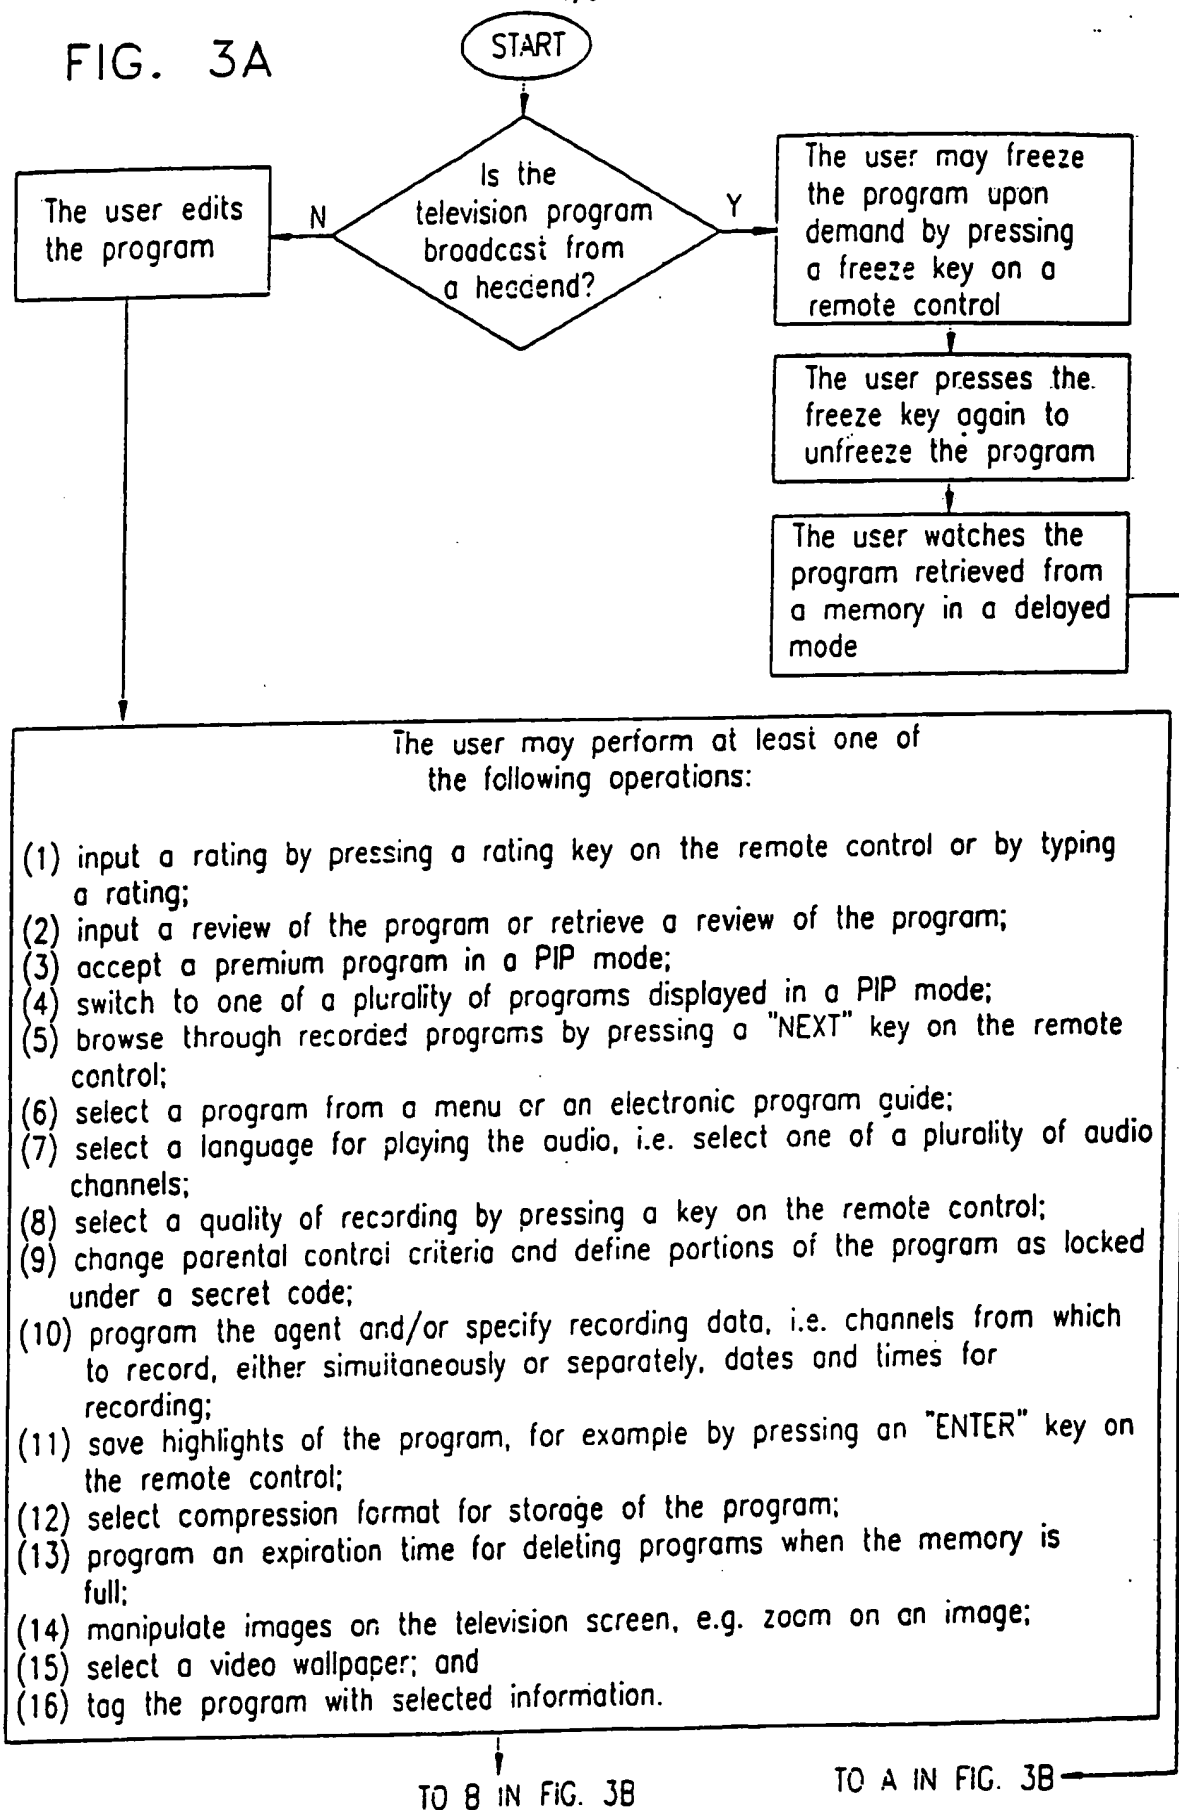 FIG. 3A
START
Is the
television program
broadcast from
a headend?
N
Y
The user edits
the program
The user may freeze
the program upon
demand by pressing
a freeze key on a
remote control
The user presses the
freeze key again to
unfreeze the program
The user watches the
program retrieved from
a memory in a delayed
mode
The user may perform at least one of
the following operations:
(1) input a rating by pressing a rating key on the remote control or by typing
a rating;
(2) input a review of the program or retrieve a review of the program;
(3) accept a premium program in a PIP mode;
(4) switch to one of a plurality of programs displayed in a PIP mode;
(5) browse through recorded programs by pressing a "NEXT" key on the remote
control;
(6) select a program from a menu or an electronic program guide;
(7) select a language for playing the audio, i.e. select one of a plurality of audio
channels;
(8) select a quality of recording by pressing a key on the remote control;
(9) change parental control criteria and define portions of the program as locked
under a secret code;
(10) program the agent and/or specify recording data, i.e. channels from which
to record, either simultaneously or separately, dates and times for
recording;
(11) save highlights of the program, for example by pressing an "ENTER" key on
the remote control;
(12) select compression format for storage of the program;
(13) program an expiration time for deleting programs when the memory is
full;
(14) manipulate images on the television screen, e.g. zoom on an image;
(15) select a video wallpaper; and
(16) tag the program with selected information.
TO B IN FIG. 3B
TO A IN FIG. 3B